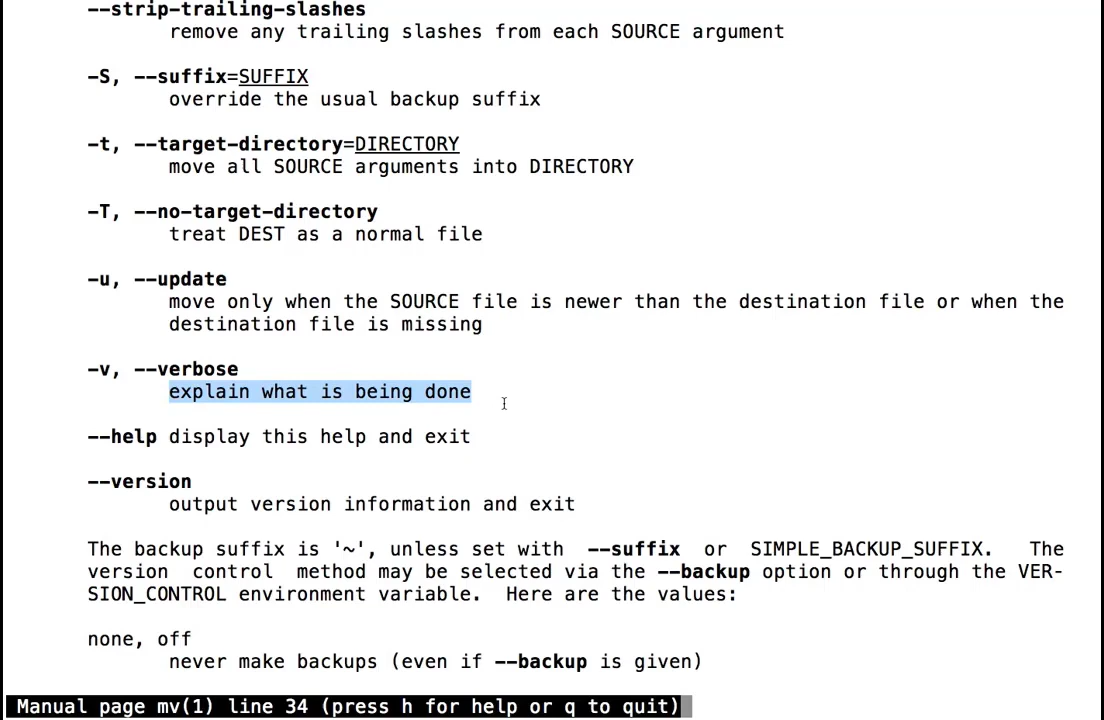 --strip-trailing-slashes
remove any trailing slashes from each SOURCE argument
-S, --suffix=SUFFIX
override the usual backup suffix
-t, --target-directory=DIRECTORY
move all SOURCE arguments into DIRECTORY
-T, --no-target-directory
treat DEST as a normal file
-u, --update
move only when the SOURCE file is newer than the destination file or when the
destination file is missing
-v, --verbose
explain what is being done
--help display this help and exit
--version
output version information and exit
The backup suffix is '~', unless set with --suffix or SIMPLE_BACKUP_SUFFIX. The
version control method may be selected via the --backup option or through the VER-
SION_CONTROL environment variable. Here are the values:
none, off
never make backups (even if --backup is given)
Manual page mv(1) line 34 (press h for help or q to quit)